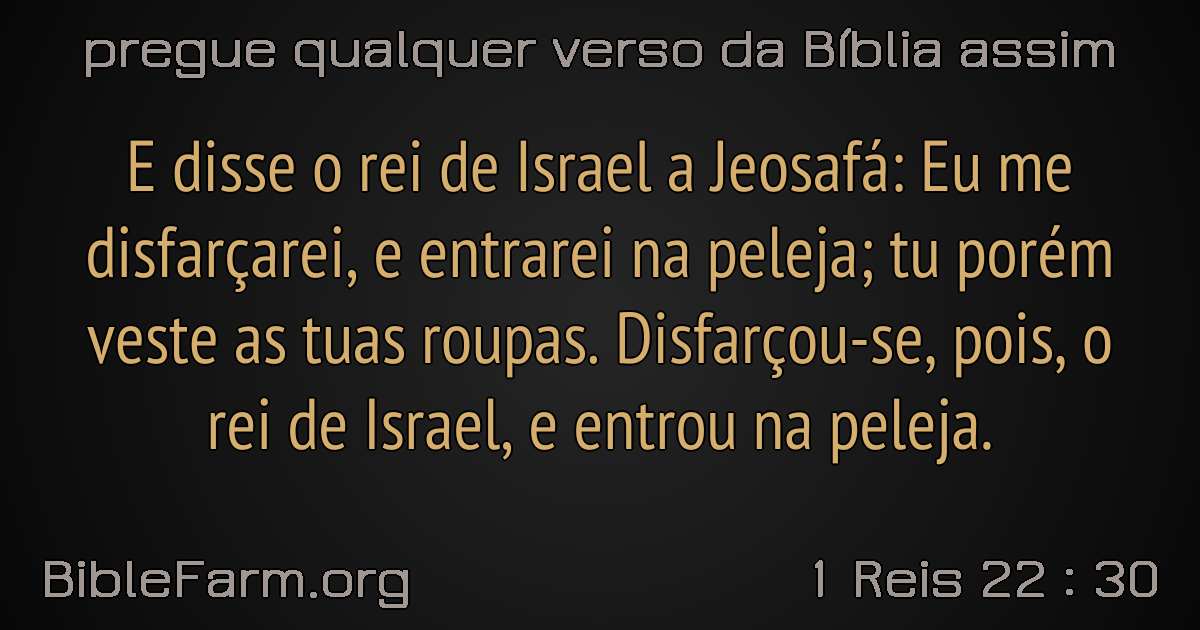 pregue qualquer verso da Bíblia assim
E disse o rei de Israel a Jeosafá: Eu me
disfarçarei, e entrarei na peleja; tu porém
veste as tuas roupas. Disfarçou-se, pois, o
rei de Israel, e entrou na peleja.
BibleFarm.org
1 Reis 22 : 30